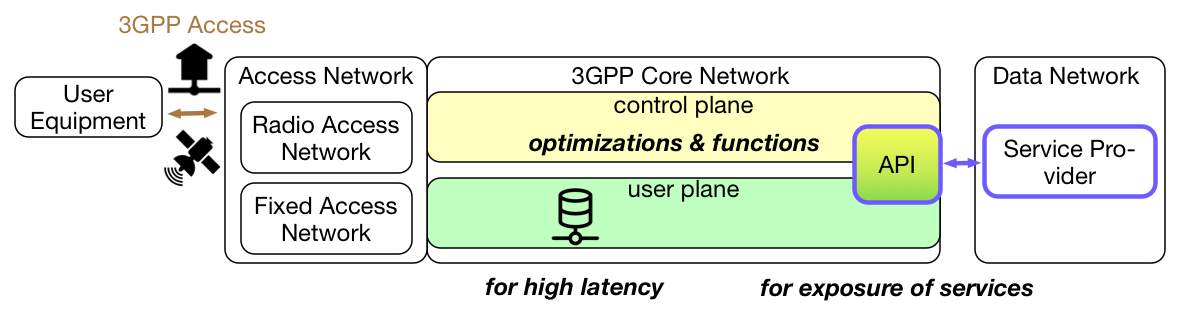 3GPP Access
User
Equipment
Access Network
Radio Access
Network
Fixed Access
Network
3GPP Core Network
control plane
optimizations & functions
user plane
API
Data Network
Service Pro-
vider
for high latency
for exposure of services